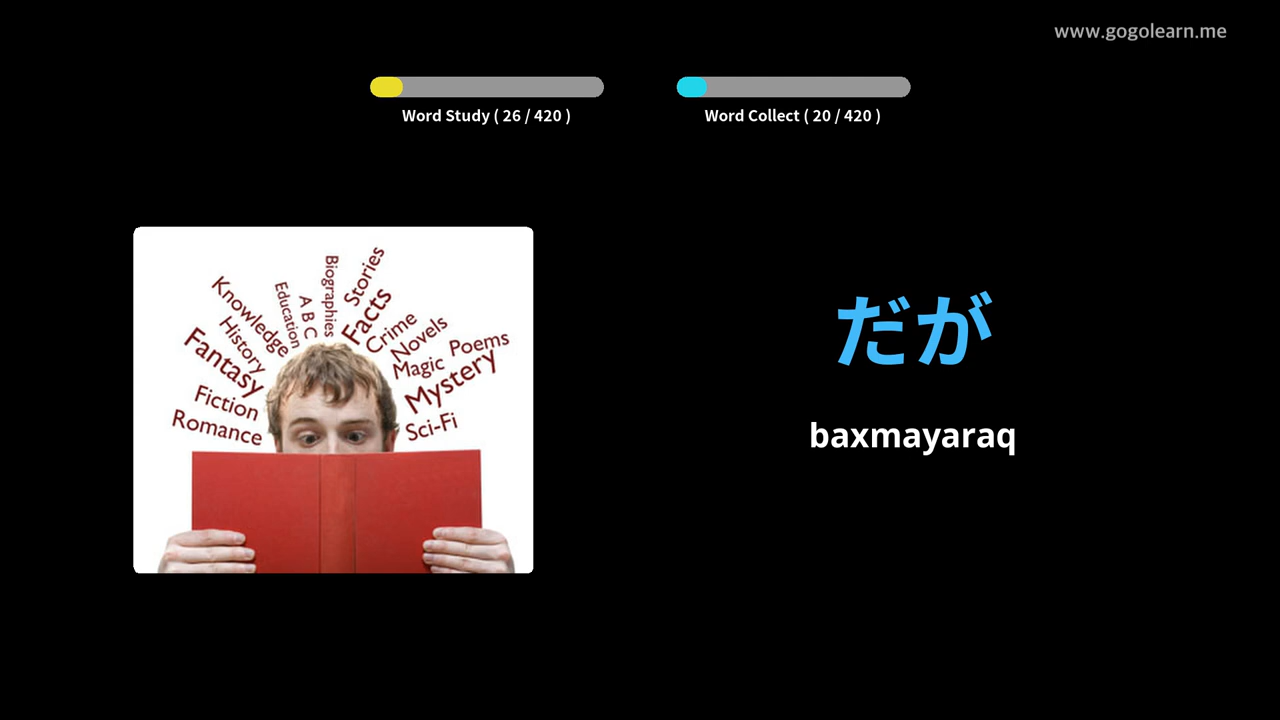 www.gogolearn.me
Word Study ( 26 / 420 )
Word Collect ( 20 / 420 )
Knowledge
Education
A B C
Biographies
Stories
Facts
History
Crime
Novels
Poems
Fantasy
Magic
Mystery
Fiction
Romance
Sci-Fi
だが
baxmayaraq